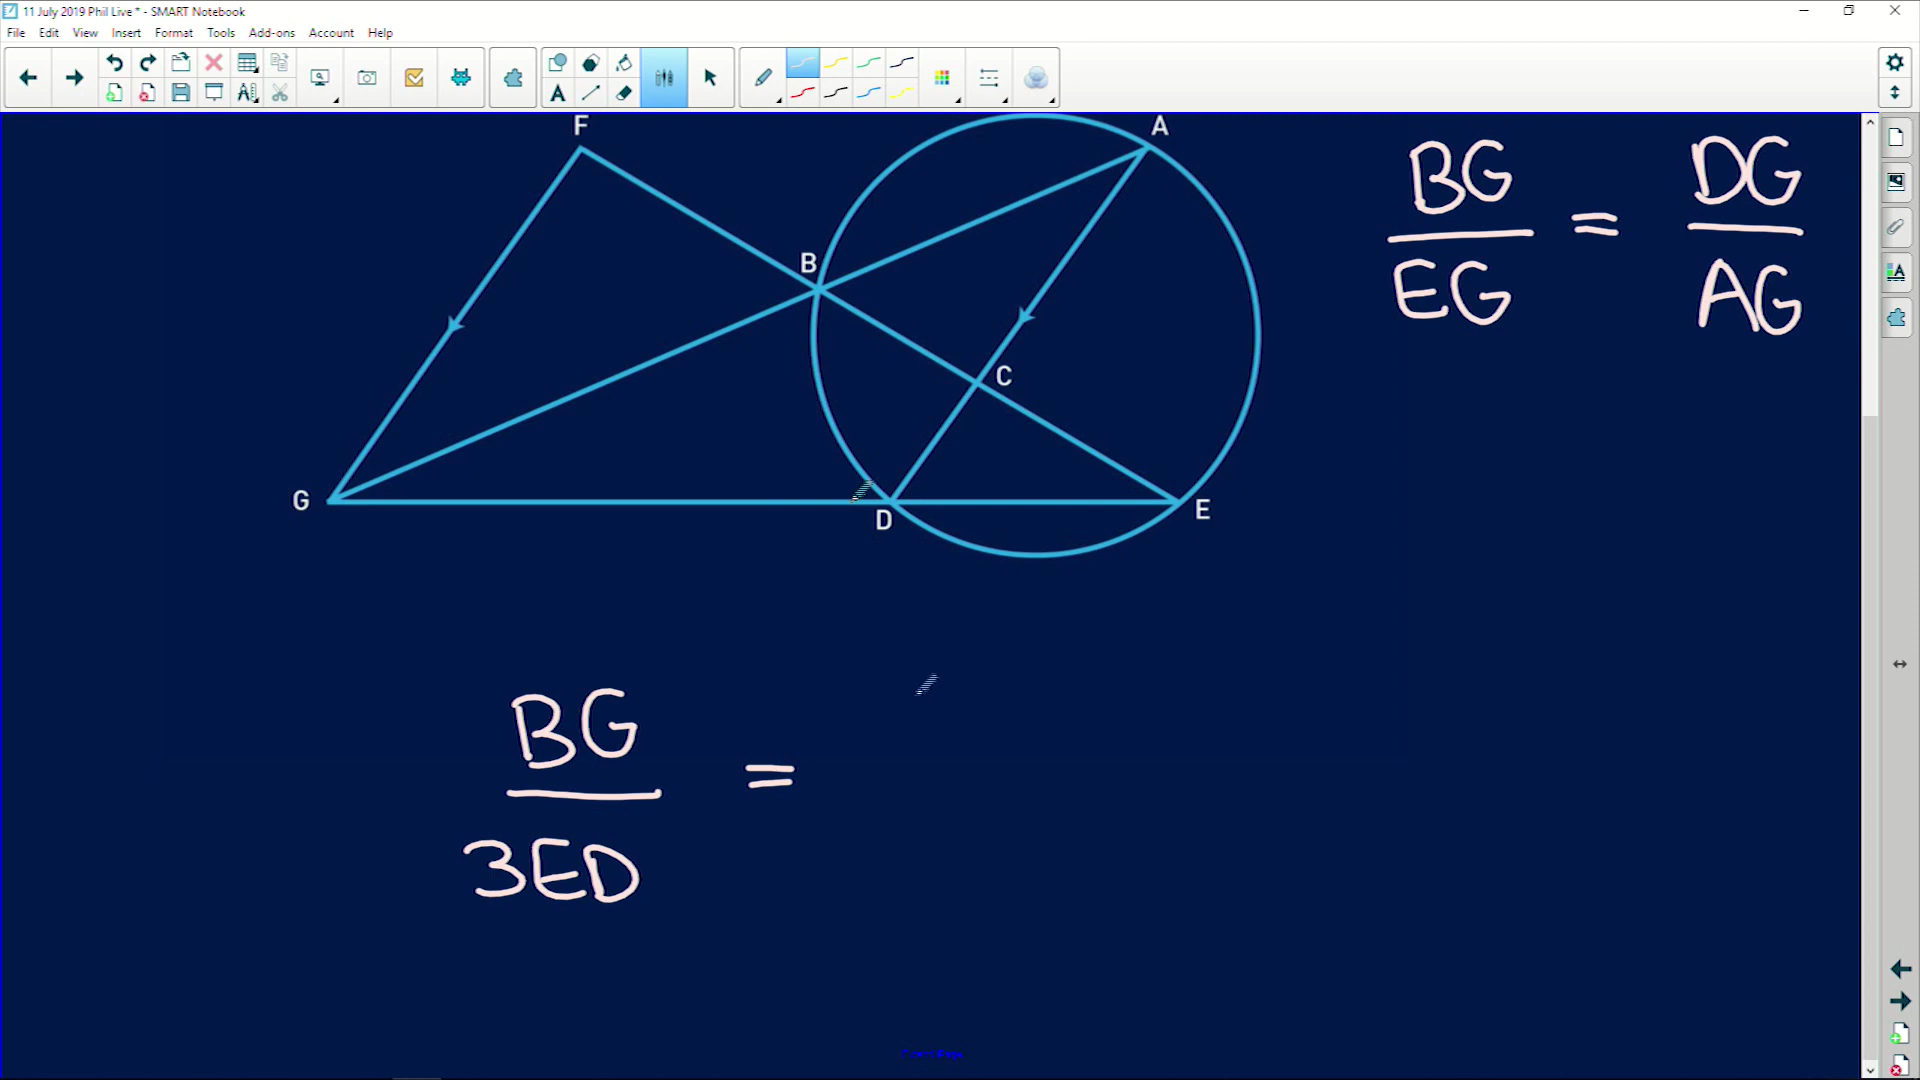 11 July 2019 Phil Live * - SMART Notebook
File Edit View Insert Format Tools Add-ons Account Help
F
A
B
C
G
D
E
BG = DG
EG AG
BG =
3ED